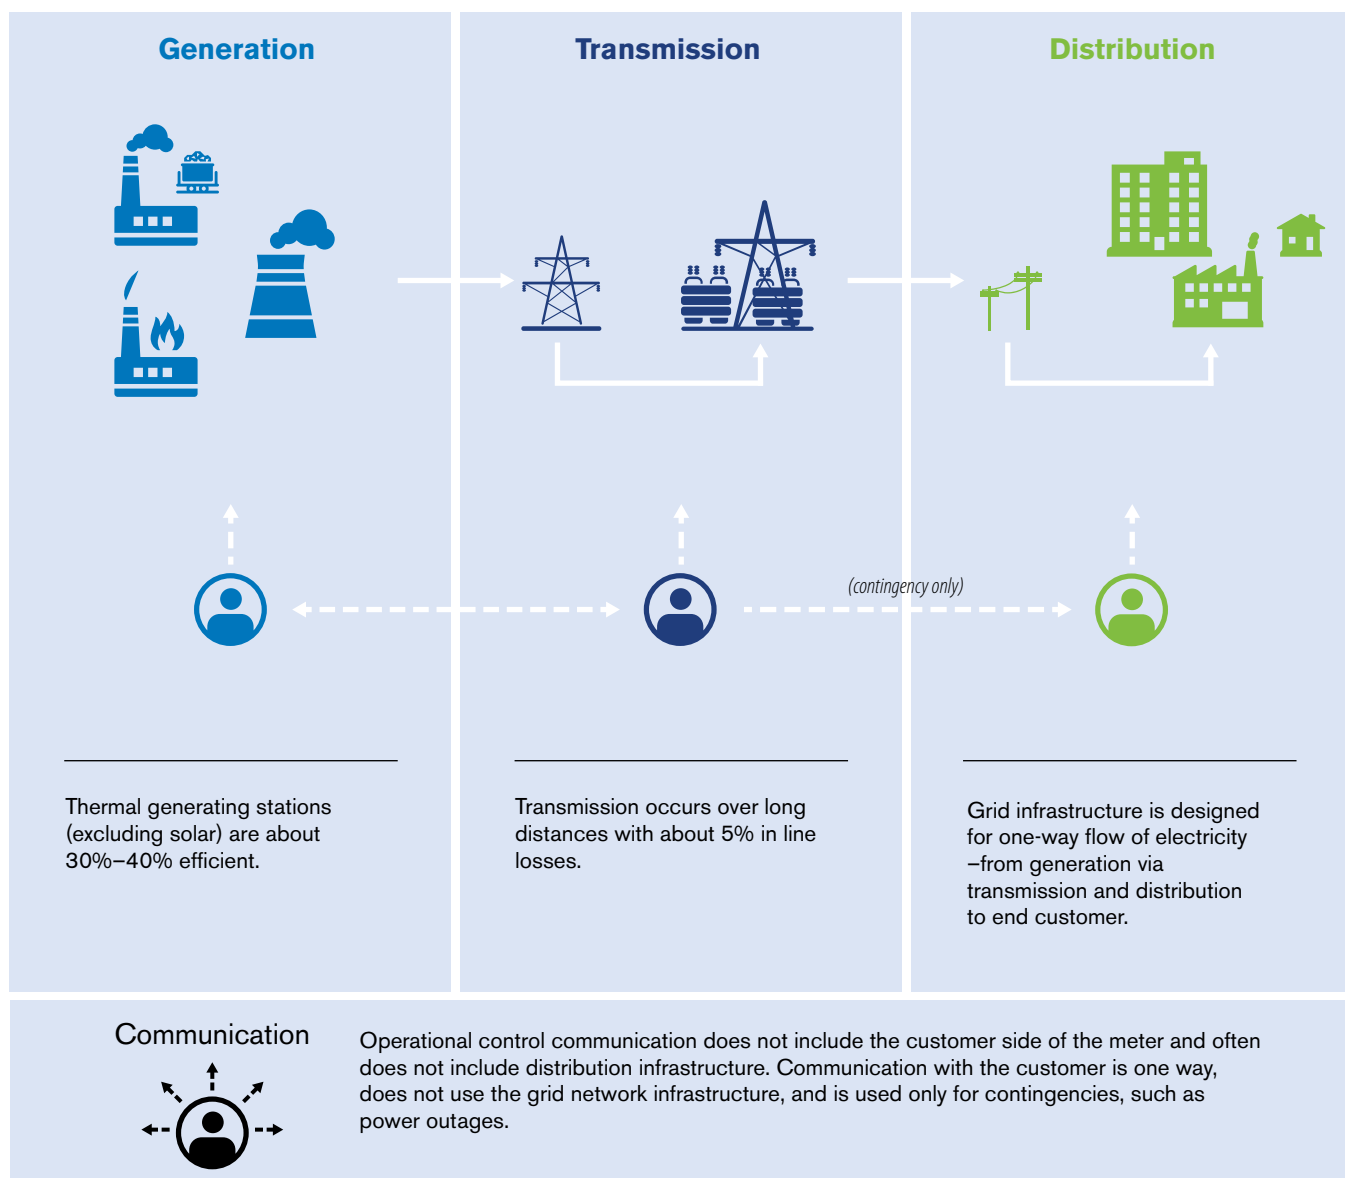 Generation
Transmission
Distribution
(contingency only)
Thermal generating stations
(excluding solar) are about
30%–40% efficient.
Transmission occurs over long
distances with about 5% in line
losses.
Grid infrastructure is designed
for one-way flow of electricity
–from generation via
transmission and distribution
to end customer.
Communication
Operational control communication does not include the customer side of the meter and often
does not include distribution infrastructure. Communication with the customer is one way,
does not use the grid network infrastructure, and is used only for contingencies, such as
power outages.